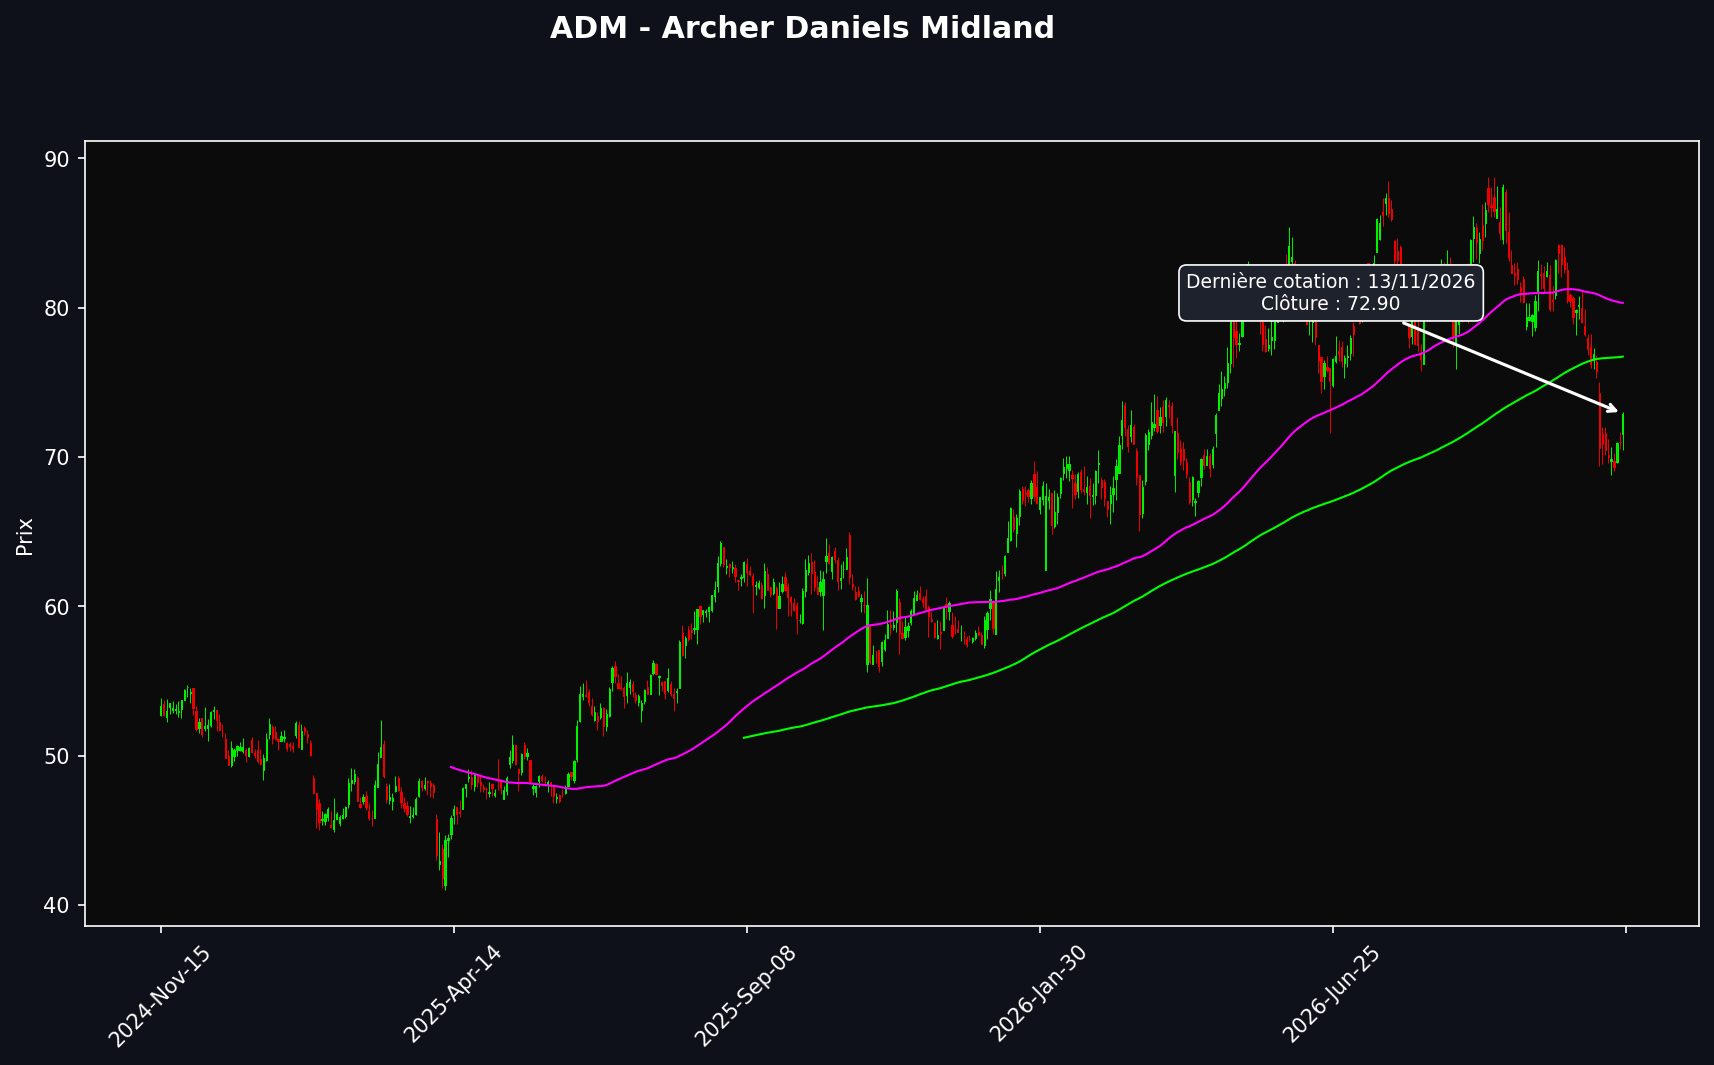 ADM - Archer Daniels Midland
Prix
90
80
70
60
50
40
Dernière cotation : 13/11/2026
Clôture : 72.90
2024-Nov-15
2025-Apr-14
2025-Sep-08
2026-Jan-30
2026-Jun-25